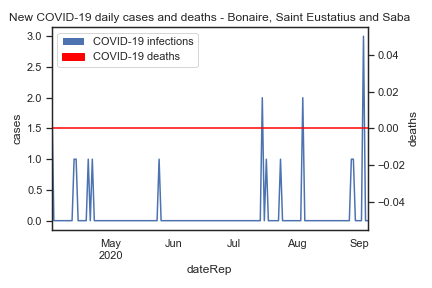 New COVID-19 daily cases and deaths - Bonaire, Saint Eustatius and Saba
COVID-19 infections
COVID-19 deaths
3.0
2.5
2.0
1.5
1.0
0.5
0.0
cases
0.04
0.02
0.00
−0.02
−0.04
deaths
May
2020
Jun
Jul
Aug
Sep
dateRep